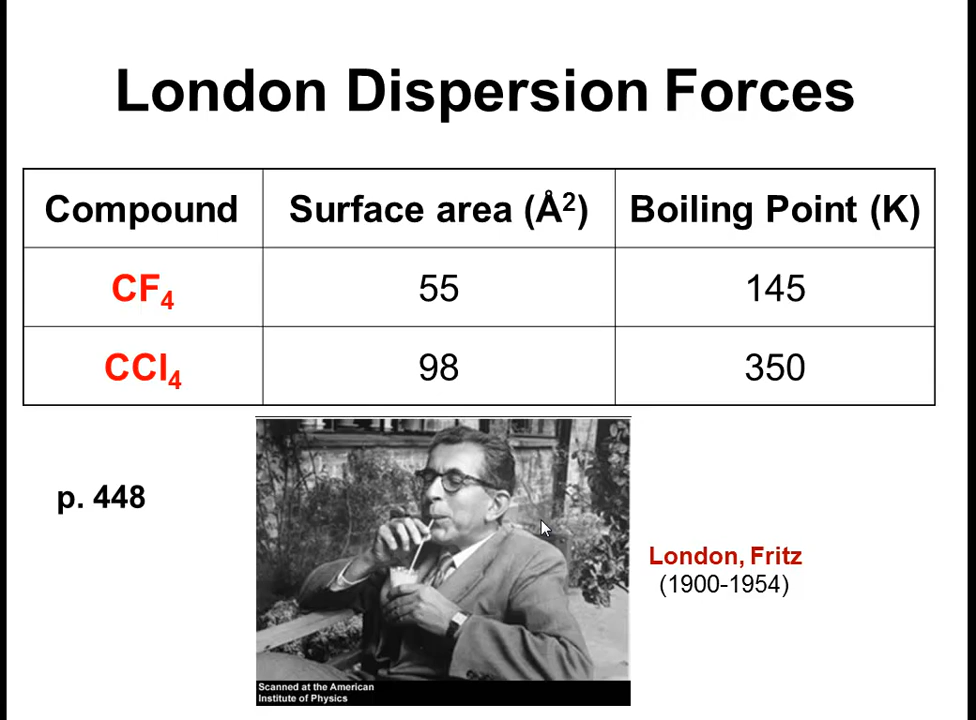 London Dispersion Forces
Compound Surface area (Å²) Boiling Point (K)
CF₄ 55 145
CCl₄ 98 350
p. 448
London, Fritz
(1900-1954)
Scanned at the American
Institute of Physics